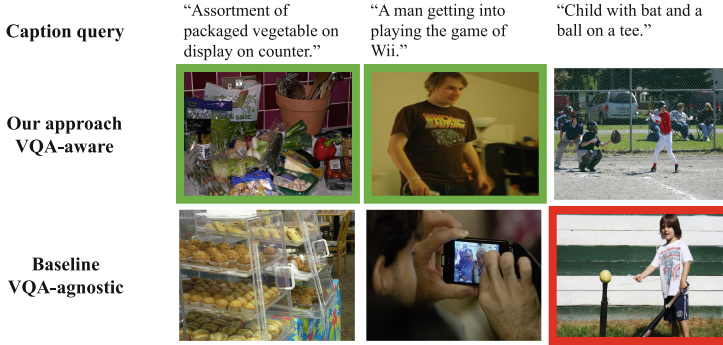 Caption query
“Assortment of
packaged vegetable on
display on counter.”
“A man getting into
playing the game of
Wii.”
“Child with bat and a
ball on a tee.”
Our approach
VQA-aware
Baseline
VQA-agnostic